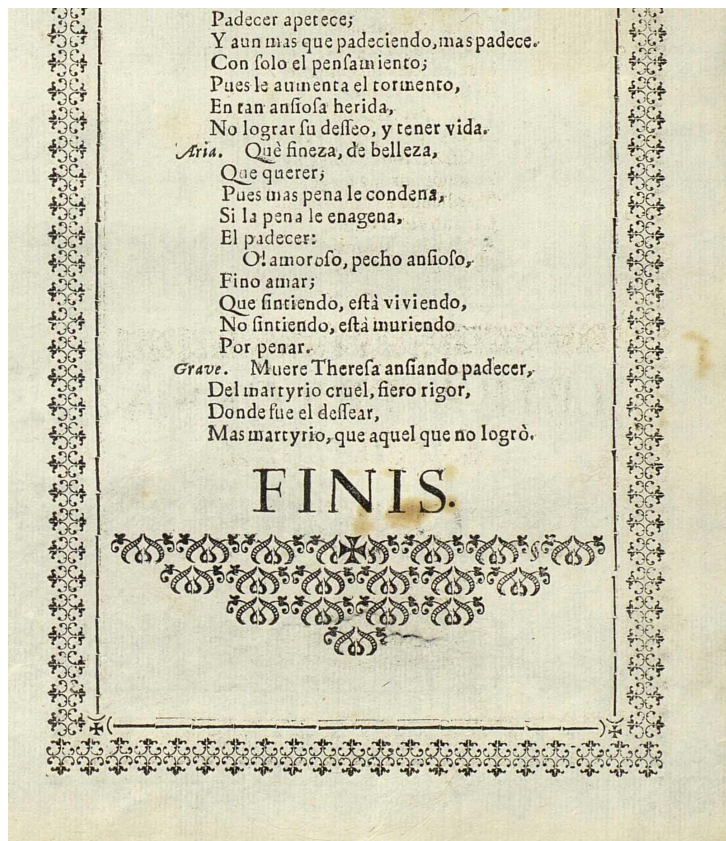 Padecer apetece;
Y aun mas que padeciendo, mas padece.
Con ſolo el penſamiento;
Pues le aumenta el tormento,
En tan anſioſa herida,
No lograr ſu deſſeo, y tener vida.
Aria. Què fineza, de belleza,
Que querer;
Pues mas pena le condena,
Si la pena le enagena,
El padecer:
O! amoroſo, pecho anſioſo,
Fino amar;
Que ſintiendo, eſtà viviendo,
No ſintiendo, eſtà muriendo
Por penar.
Grave. Muere Thereſa anſiando padecer,
Del martyrio cruel, fiero rigor,
Donde fue el deſſear,
Mas martyrio, que aquel que no logrò.
FINIS.